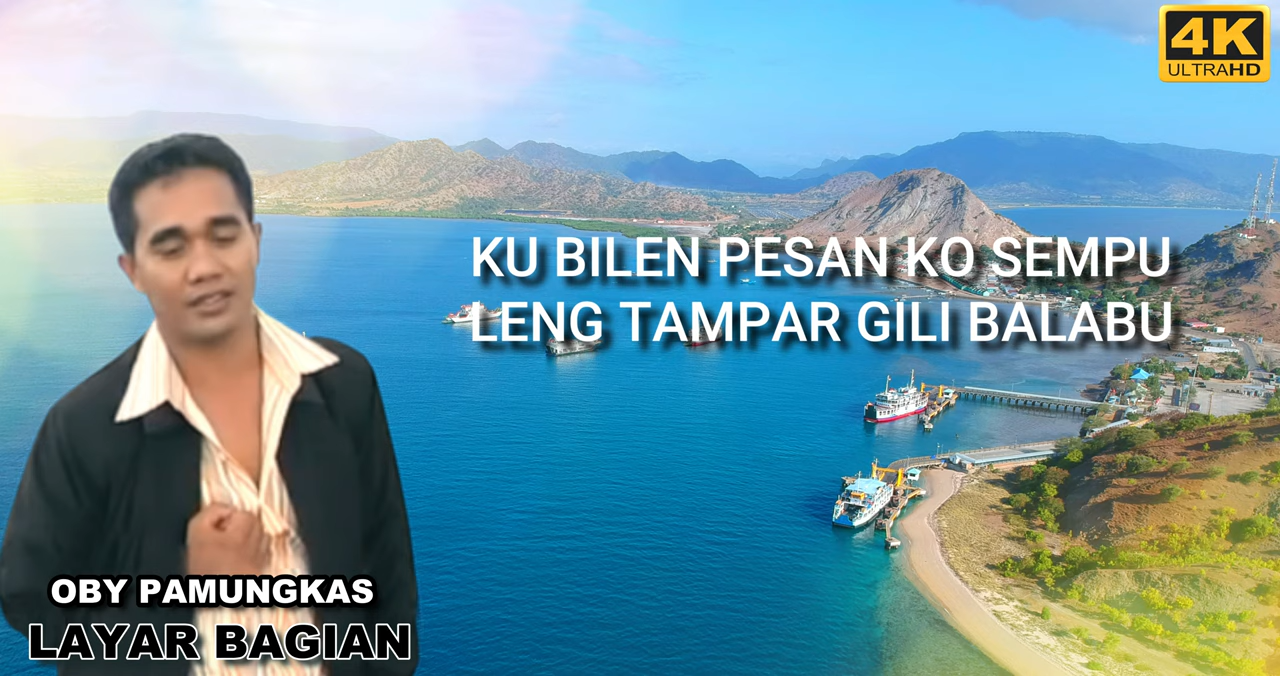 4K
ULTRAHD
KU BILEN PESAN KO SEMPU
LENG TAMPAR GILI BALABU
OBY PAMUNGKAS
LAYAR BAGIAN